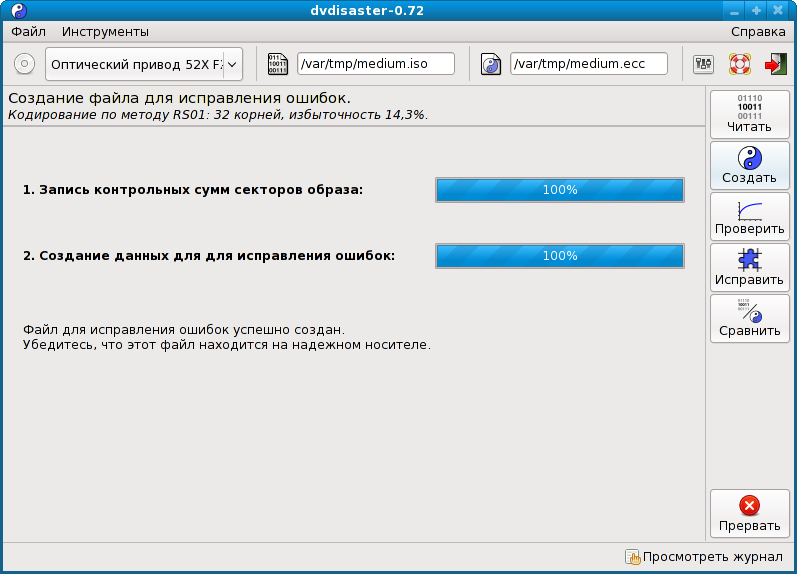 dvdisaster-0.72
Файл Инструменты Справка
Оптический привод 52X F /var/tmp/medium.iso /var/tmp/medium.ecc
Создание файла для исправления ошибок.
Кодирование по методу RS01: 32 корней, избыточность 14,3%.
1. Запись контрольных сумм секторов образа: 100%
2. Создание данных для для исправления ошибок: 100%
Файл для исправления ошибок успешно создан.
Убедитесь, что этот файл находится на надежном носителе.
01110
10011
00111
Читать
Создать
Проверить
Исправить
Сравнить
Прервать
Просмотреть журнал